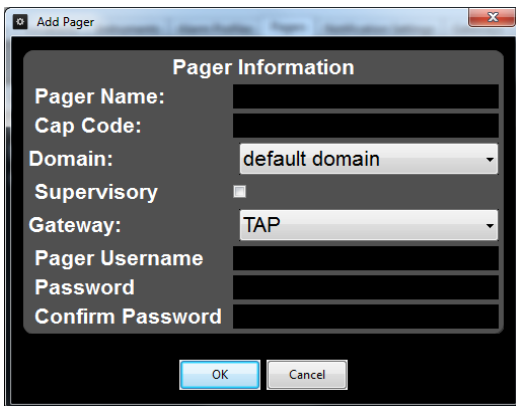 Add Pager
Pager Information
Pager Name:
Cap Code:
Domain: default domain
Supervisory
Gateway: TAP
Pager Username
Password
Confirm Password
OK Cancel